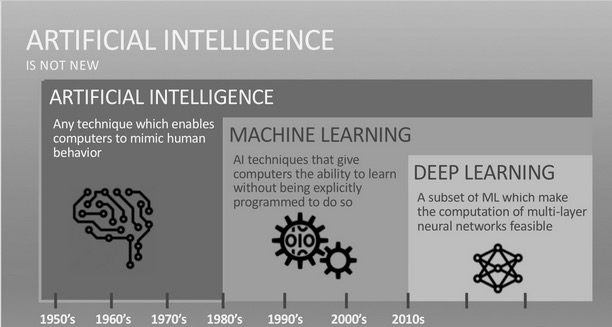 ARTIFICIAL INTELLIGENCE
IS NOT NEW
ARTIFICIAL INTELLIGENCE
Any technique which enables
computers to mimic human
behavior
MACHINE LEARNING
AI techniques that give
computers the ability to learn
without being explicitly
programmed to do so
DEEP LEARNING
A subset of ML which make
the computation of multi-layer
neural networks feasible
1950's 1960's 1970's 1980's 1990's 2000's 2010s